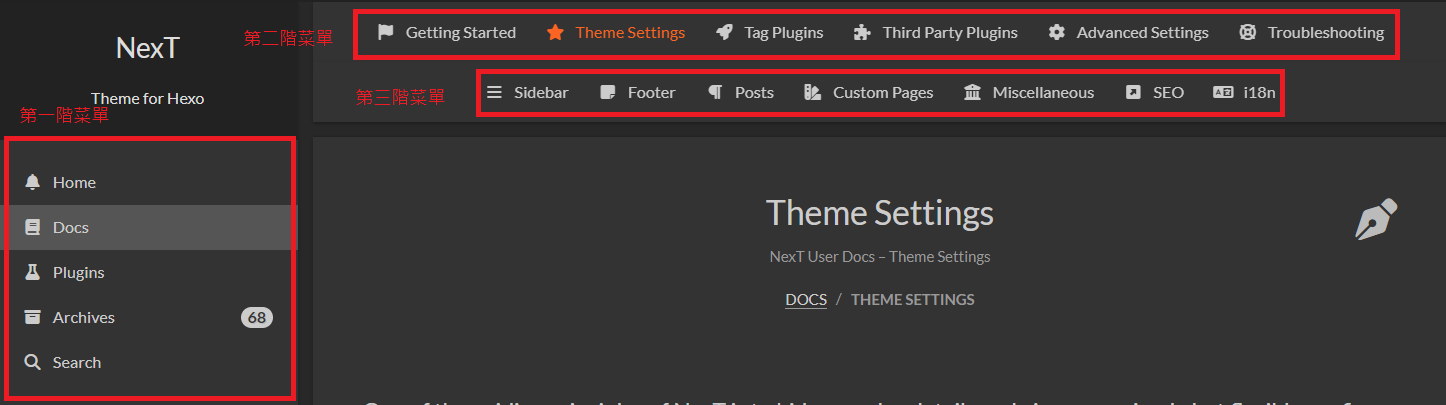 NexT
Theme for Hexo
第一階菜單
Home
Docs
Plugins
Archives 68
Search
第二階菜單
Getting Started Theme Settings Tag Plugins Third Party Plugins Advanced Settings Troubleshooting
第三階菜單
Sidebar Footer Posts Custom Pages Miscellaneous SEO i18n
Theme Settings
NexT User Docs – Theme Settings
DOCS / THEME SETTINGS